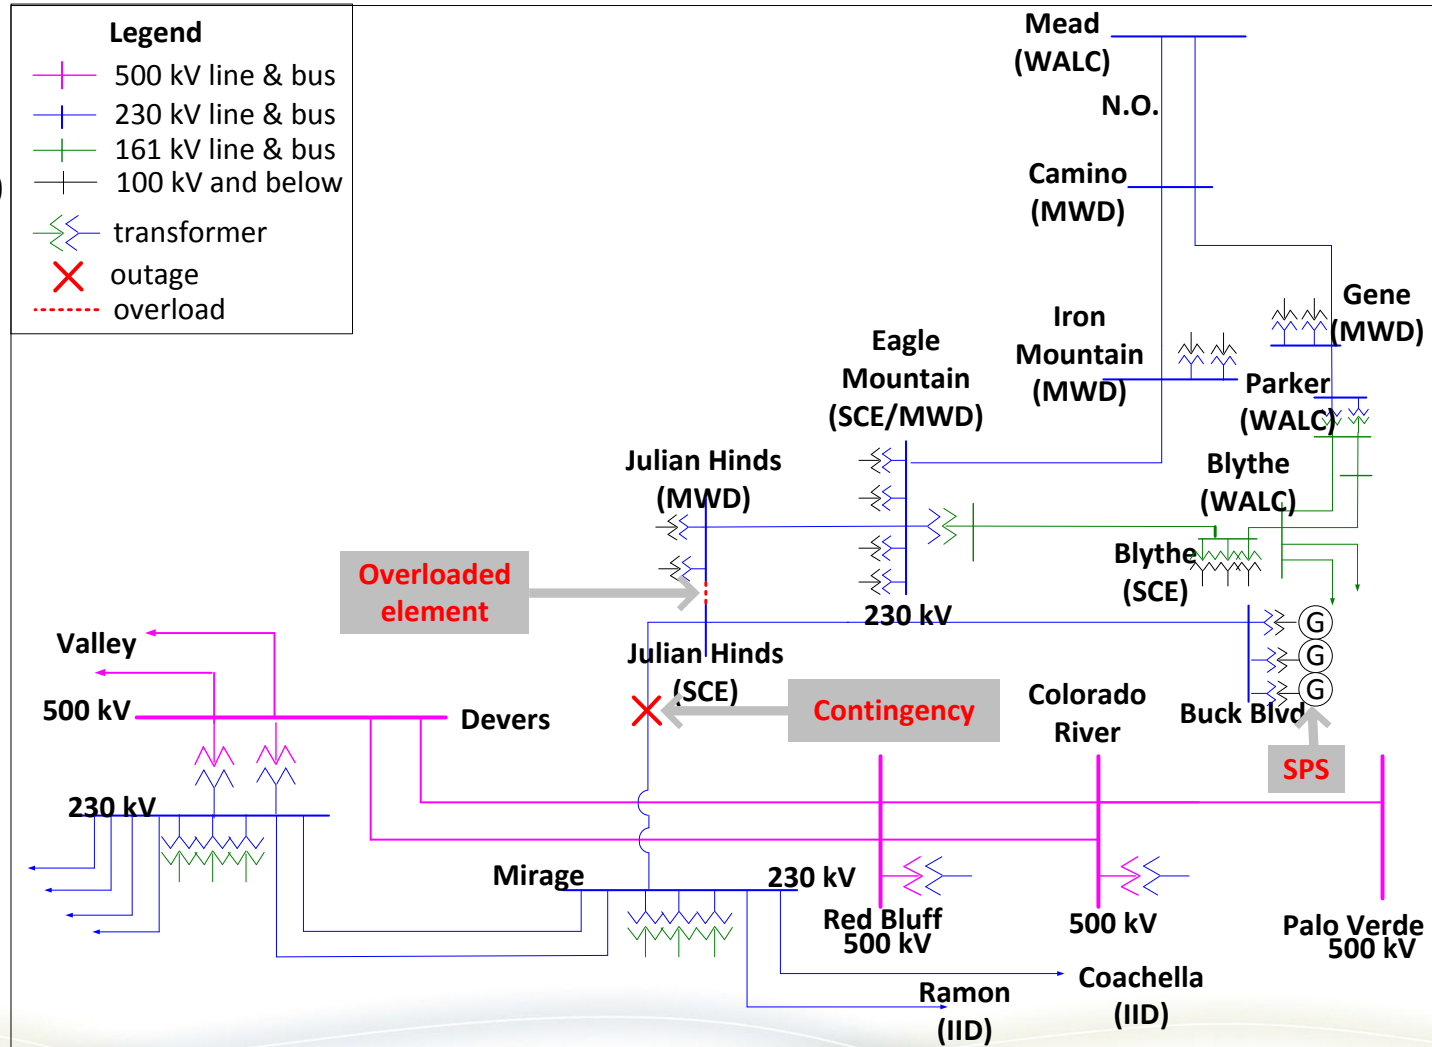 Legend
500 kV line & bus
230 kV line & bus
161 kV line & bus
100 kV and below
transformer
outage
overload
)
Mead
(WALC)
N.O.
Camino
(MWD)
Gene
(MWD)
Iron
Mountain
(MWD)
Eagle
Mountain
(SCE/MWD)
Parker
(WALC)
Julian Hinds
(MWD)
Blythe
(WALC)
Overloaded
element
Blythe
(SCE)
230 kV
G
G
G
Valley
Julian Hinds
(SCE)
500 kV
Devers
Contingency
Colorado
River
Buck Blvd
SPS
230 kV
Mirage
230 kV
Red Bluff
500 kV
500 kV
Palo Verde
500 kV
Ramon
(IID)
Coachella
(IID)